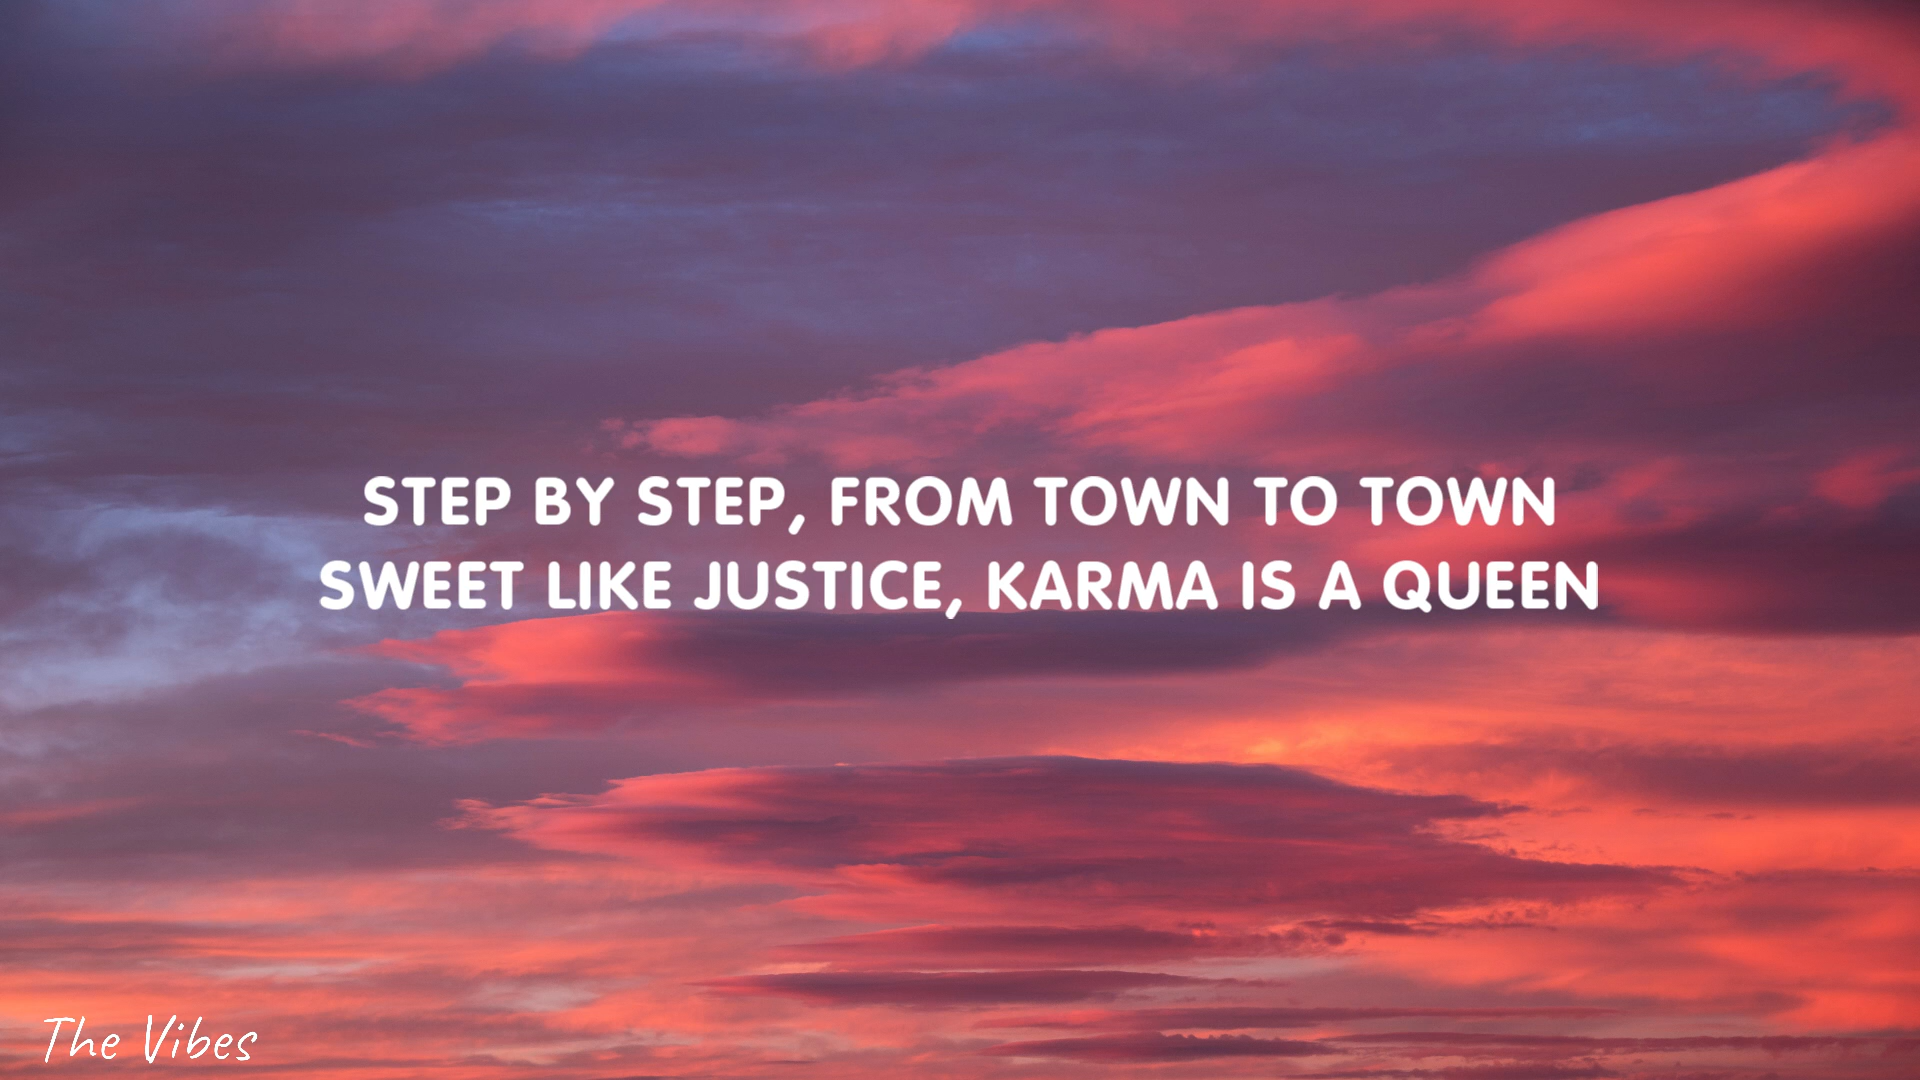 STEP BY STEP, FROM TOWN TO TOWN
SWEET LIKE JUSTICE, KARMA IS A QUEEN
The Vibes